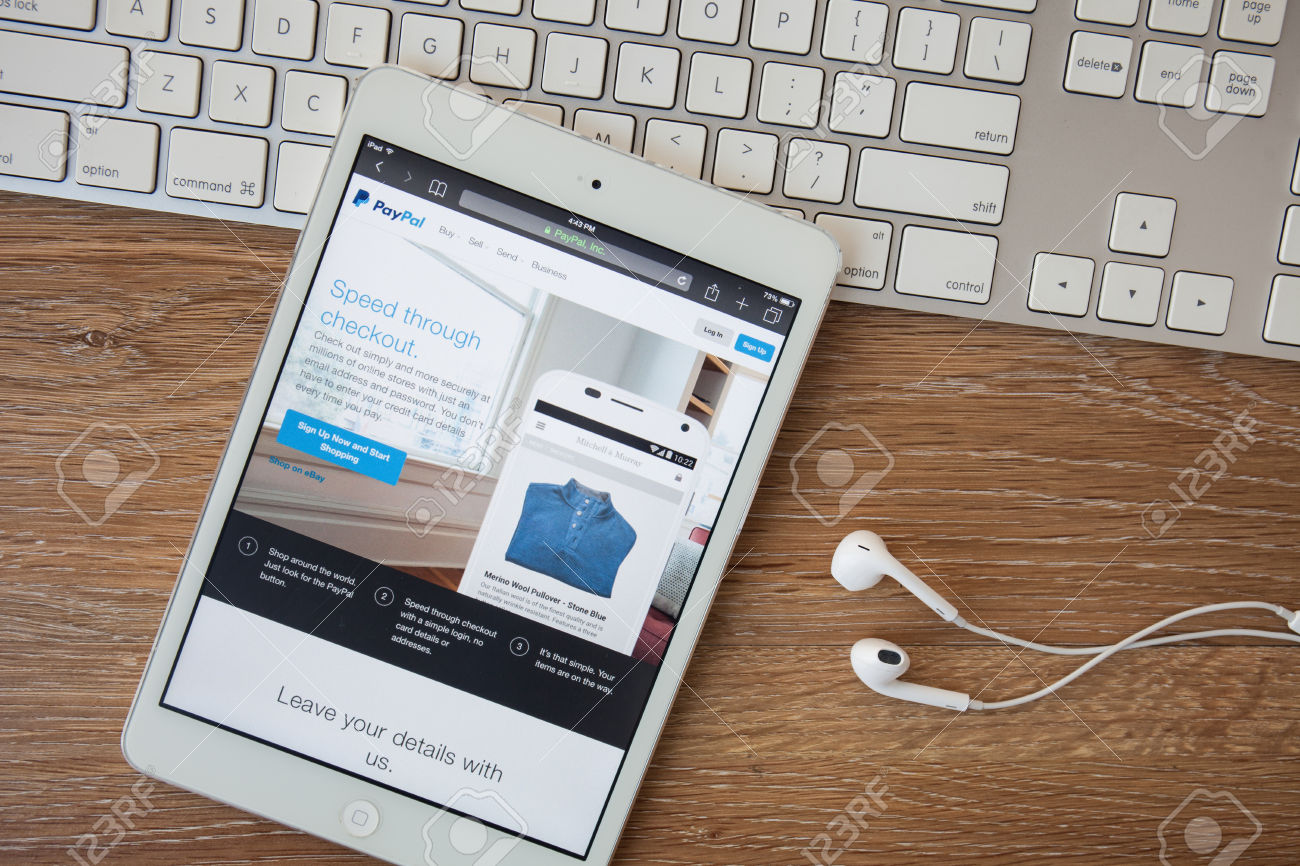 os lock
A
S
D
F
G
H
J
K
L
O
P
{
[
}
]
|
\
home
page
up
delete
end
page
down
Z
X
C
M
<
,
>
.
?
/
:
;
"
'
return
shift
alt
option
control
rol
alt
option
command ⌘
iPad
4:43 PM
73%
PayPal, Inc.
PayPal
Buy
Sell
Send
Business
Log In
Sign Up
Speed through
checkout.
Check out simply and more securely at
millions of online stores with just an
email address and password. You don't
have to enter your credit card details
every time you pay.
Sign Up Now and Start
Shopping
Shop on eBay
10:22
Mitchell & Murray
Merino Wool Pullover - Stone Blue
Our Italian wool is of the finest quality and is
naturally wrinkle resistant. Features a three
1
Shop around the world.
Just look for the PayPal
button.
2
Speed through checkout
with a simple login, no
card details or
addresses.
3
It's that simple. Your
items are on the way.
Leave your details with
us.
123RF